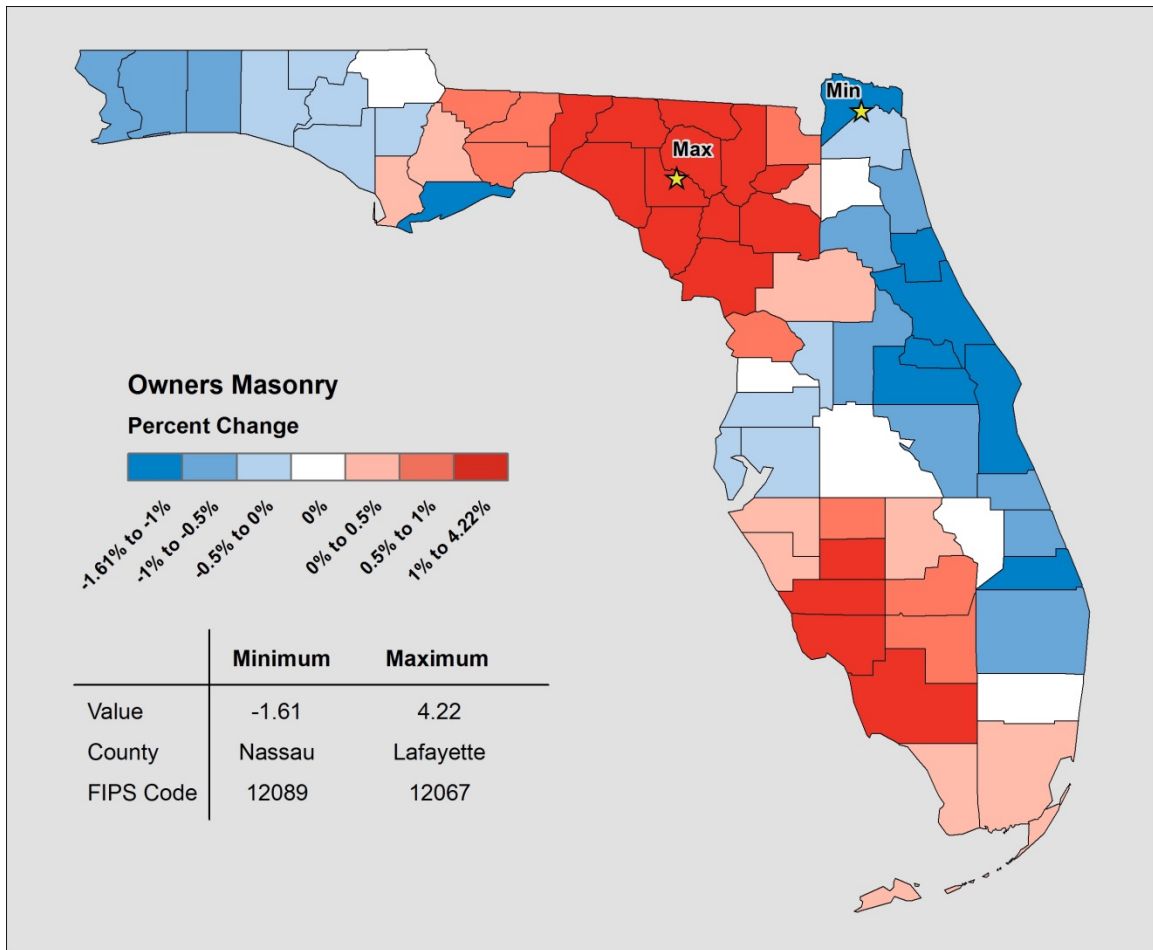 Min
Max
Owners Masonry
Percent Change
-1.61% to -1%
-1% to -0.5%
-0.5% to 0%
0%
0% to 0.5%
0.5% to 1%
1% to 4.22%
Minimum Maximum
Value -1.61 4.22
County Nassau Lafayette
FIPS Code 12089 12067